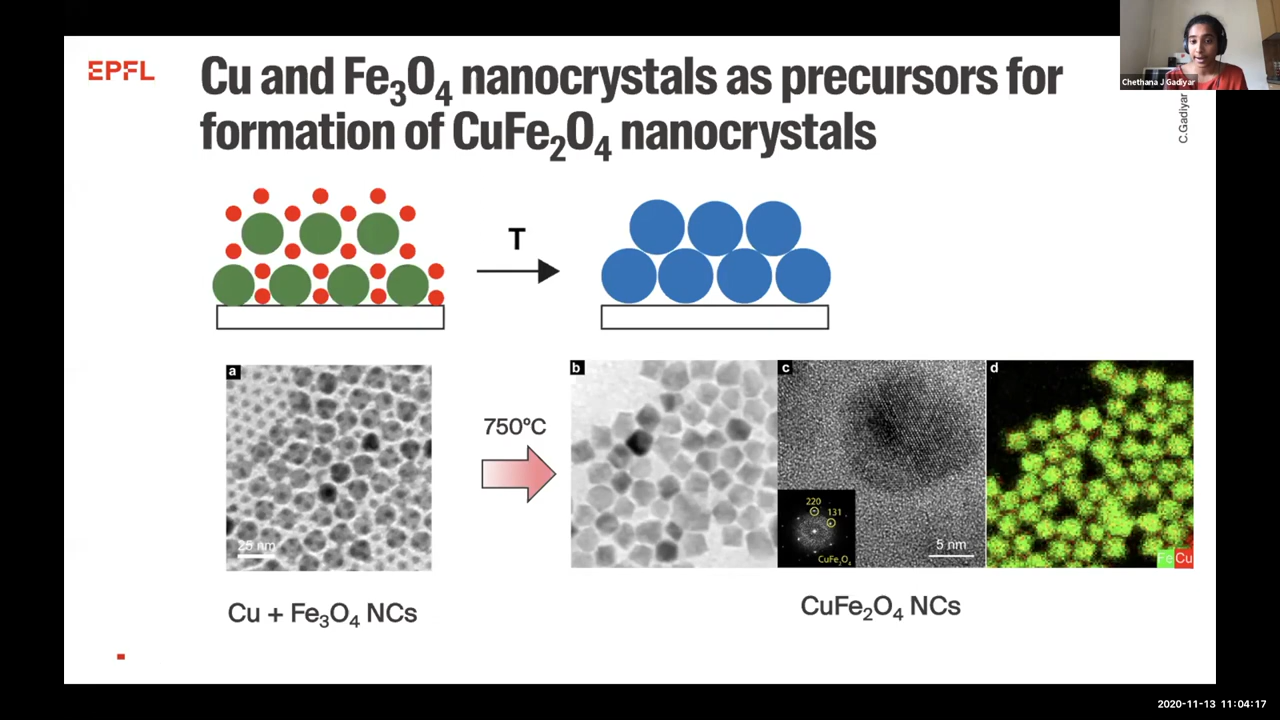 EPFL
Cu and Fe₃O₄ nanocrystals as precursors for
formation of CuFe₂O₄ nanocrystals
Chethana J Gadiyar
C.Gadiyar
T
a
25 nm
750°C
b
c
220
131
CuFe₂O₄
5 nm
d
Fe Cu
Cu + Fe₃O₄ NCs
CuFe₂O₄ NCs
2020-11-13 11:04:17